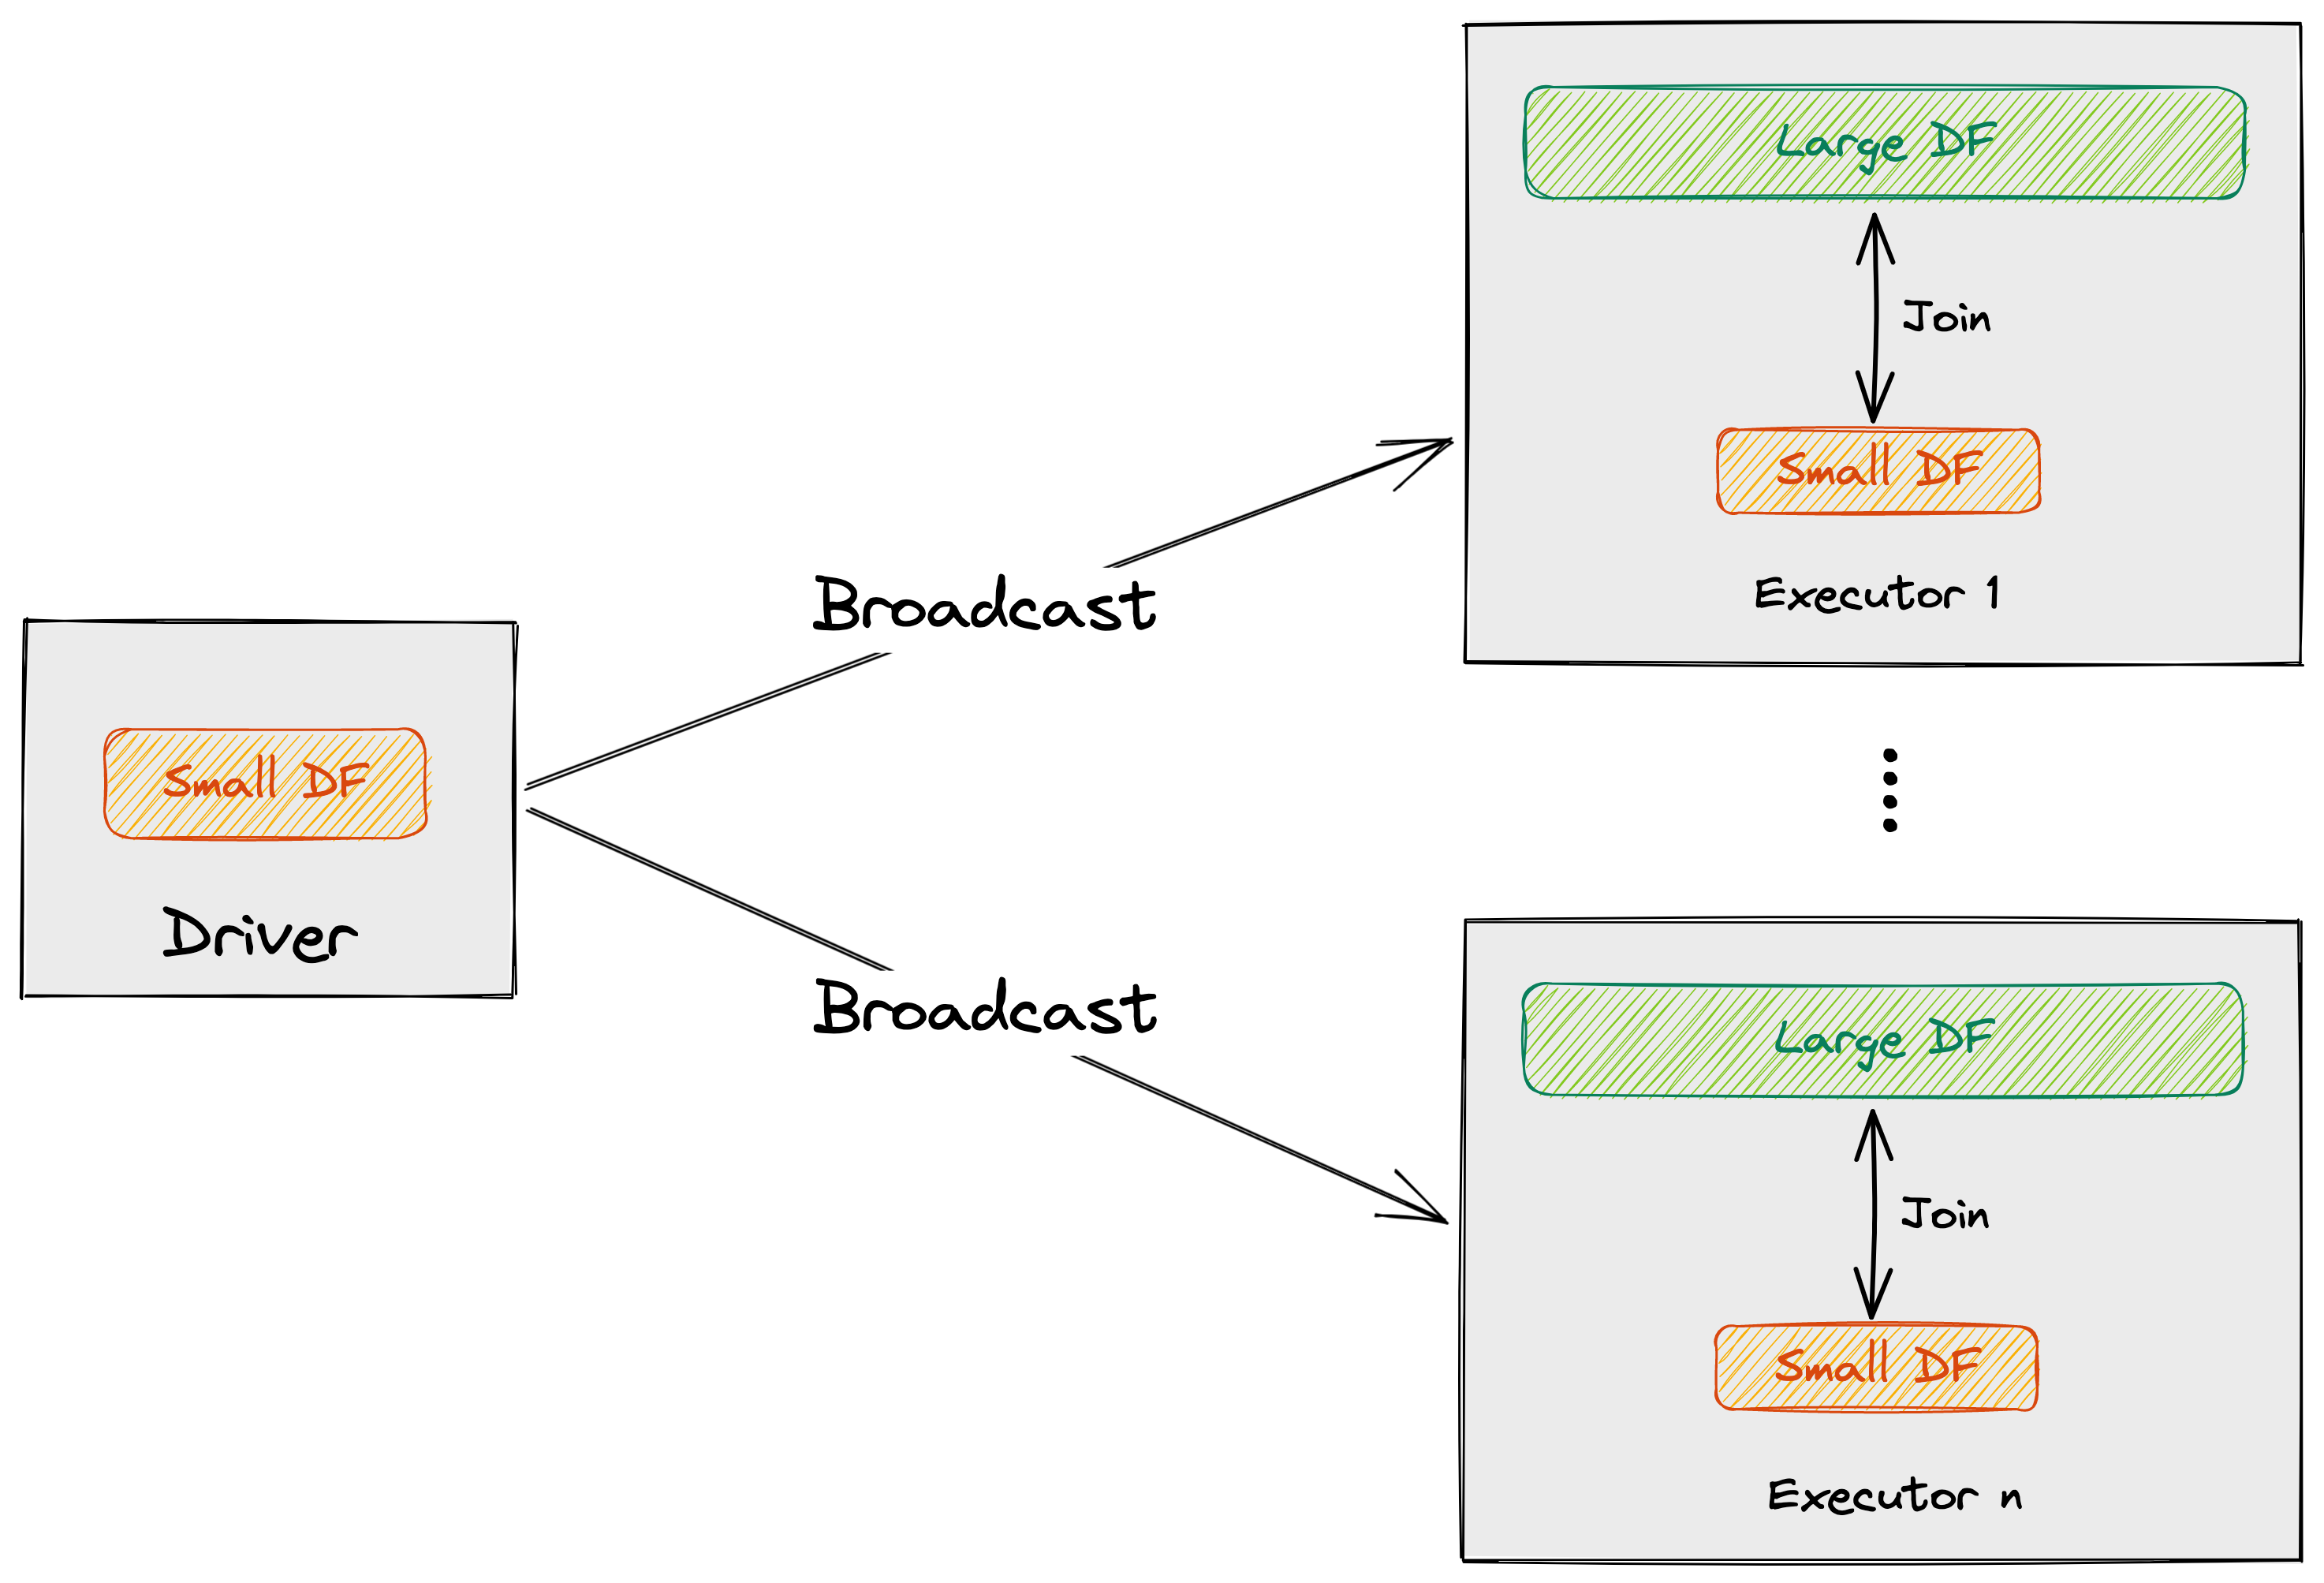 Large DF
Join
Small DF
Executor 1
Broadcast
Small DF
Driver
Broadcast
Large DF
Join
Small DF
Executor n